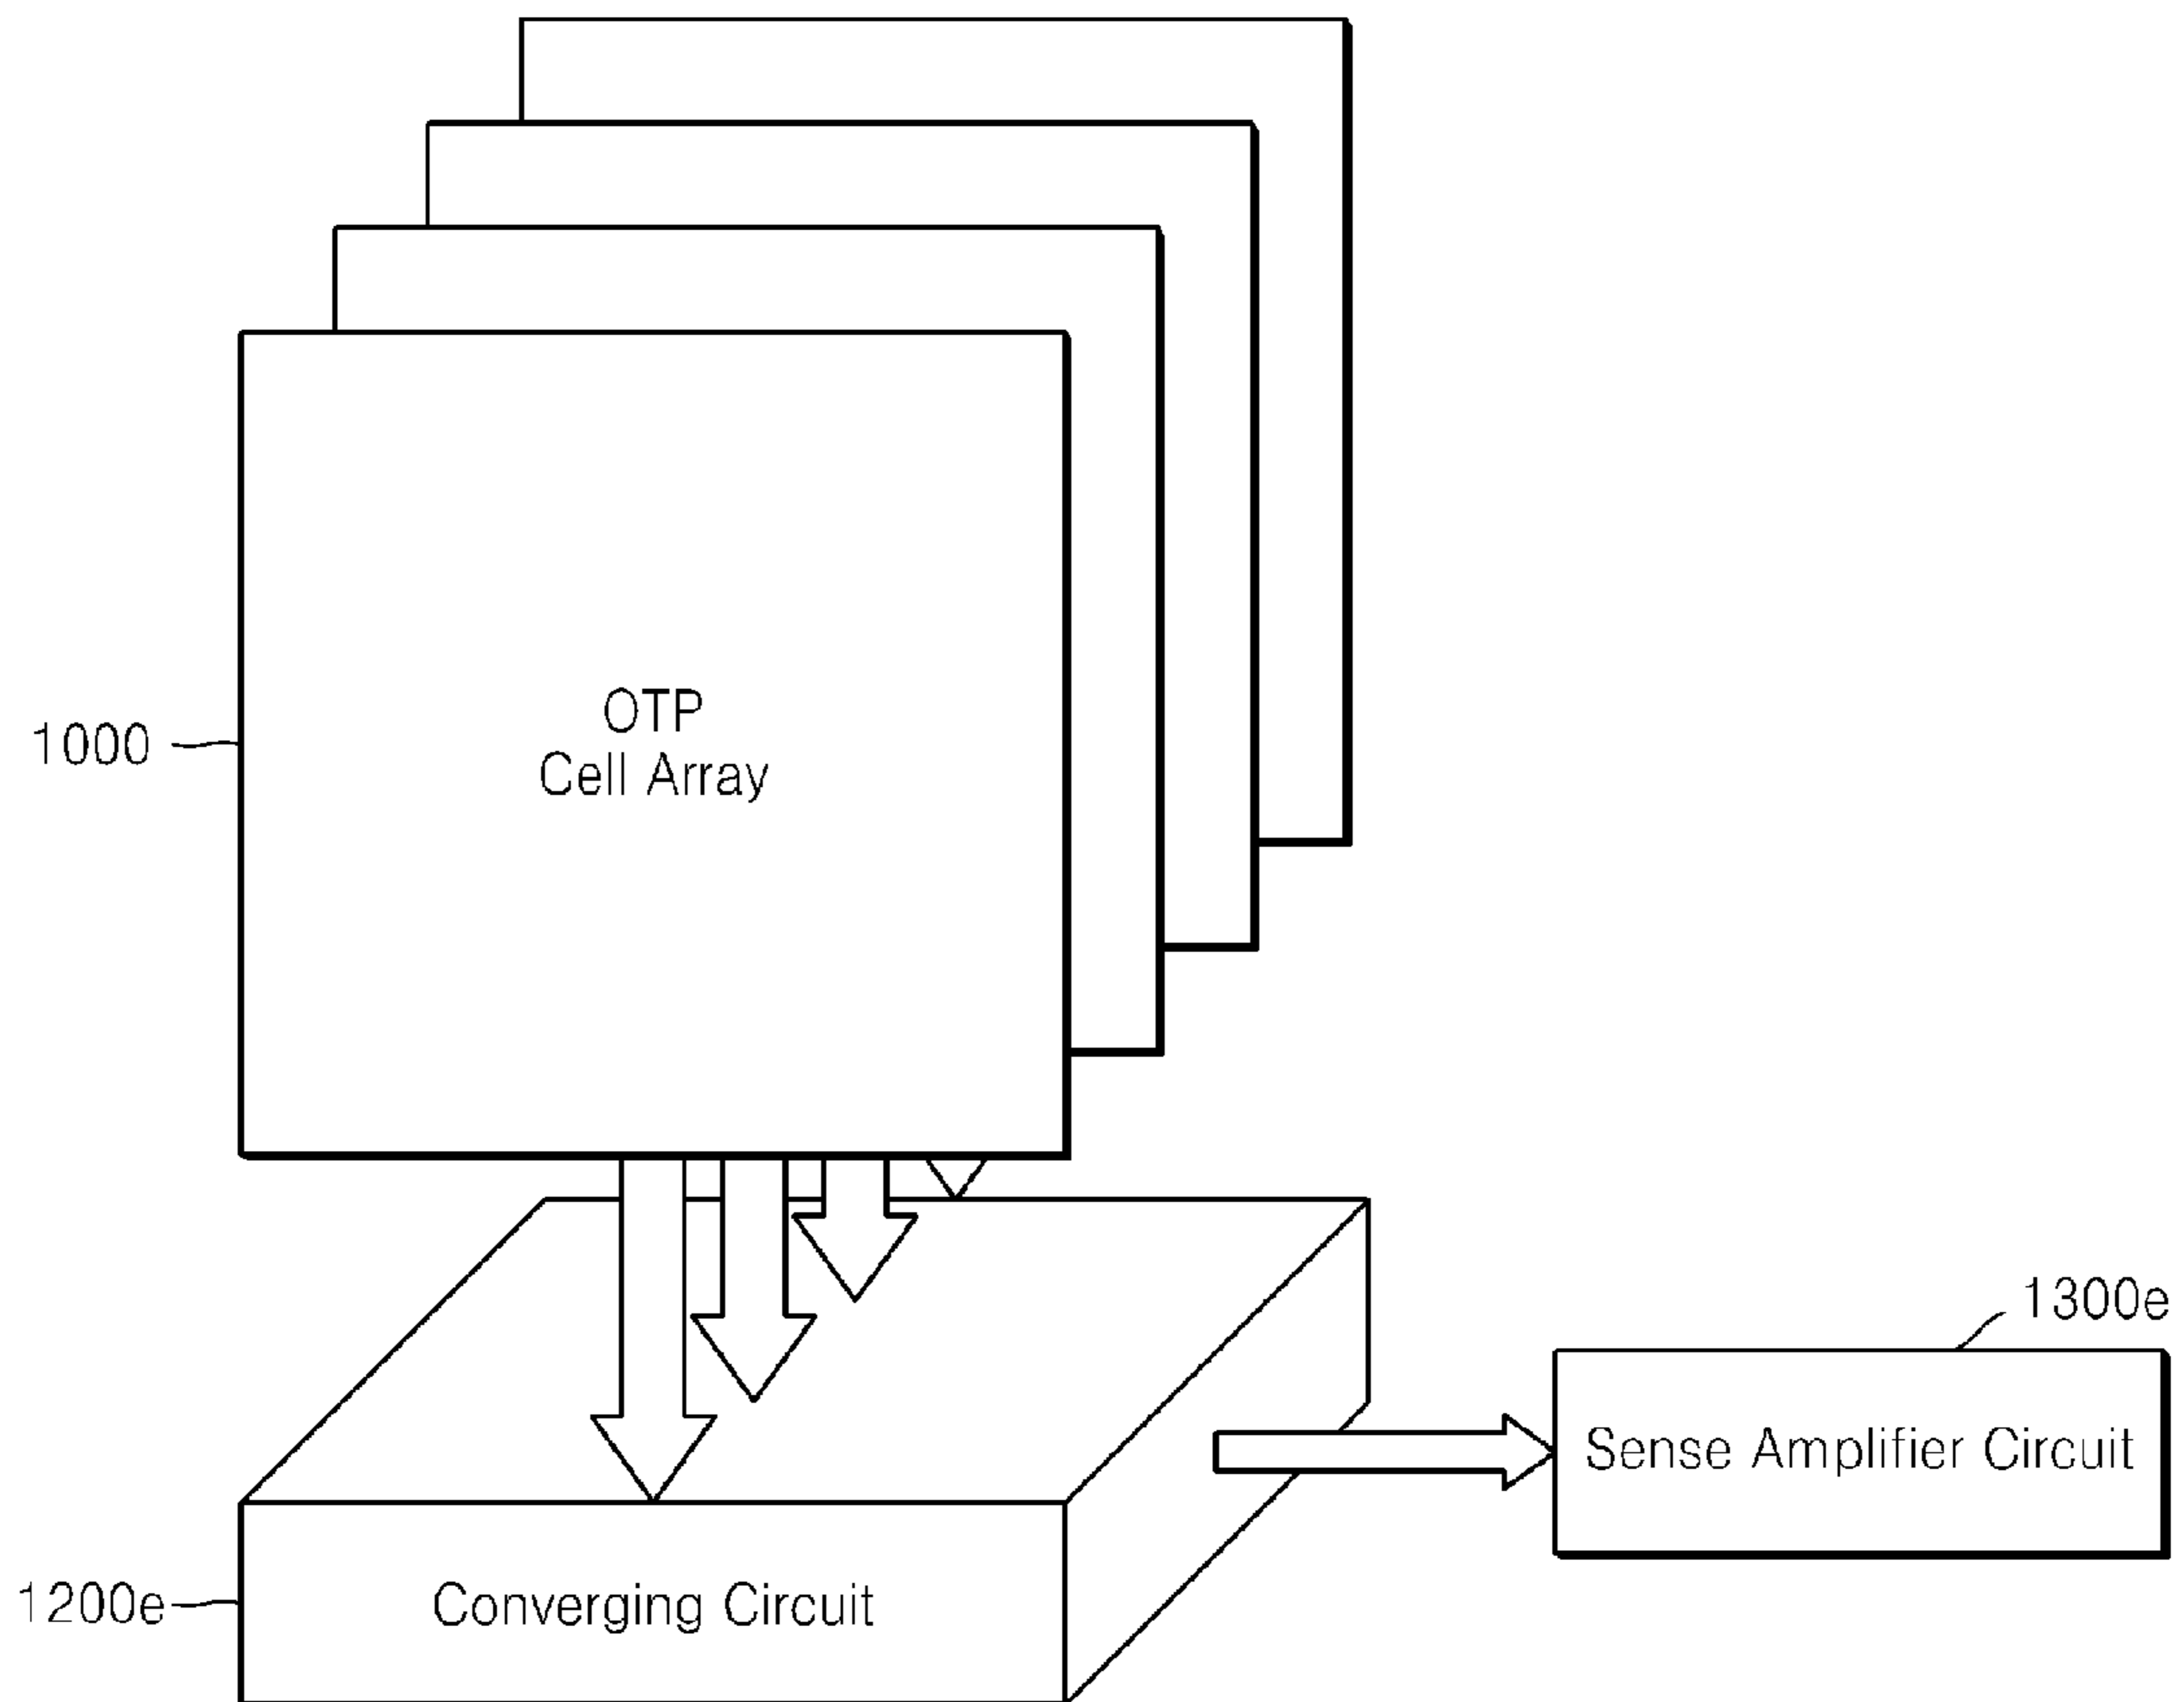 OTP
Cell Array
1000
1300e
Sense Amplifier Circuit
1200e
Converging Circuit